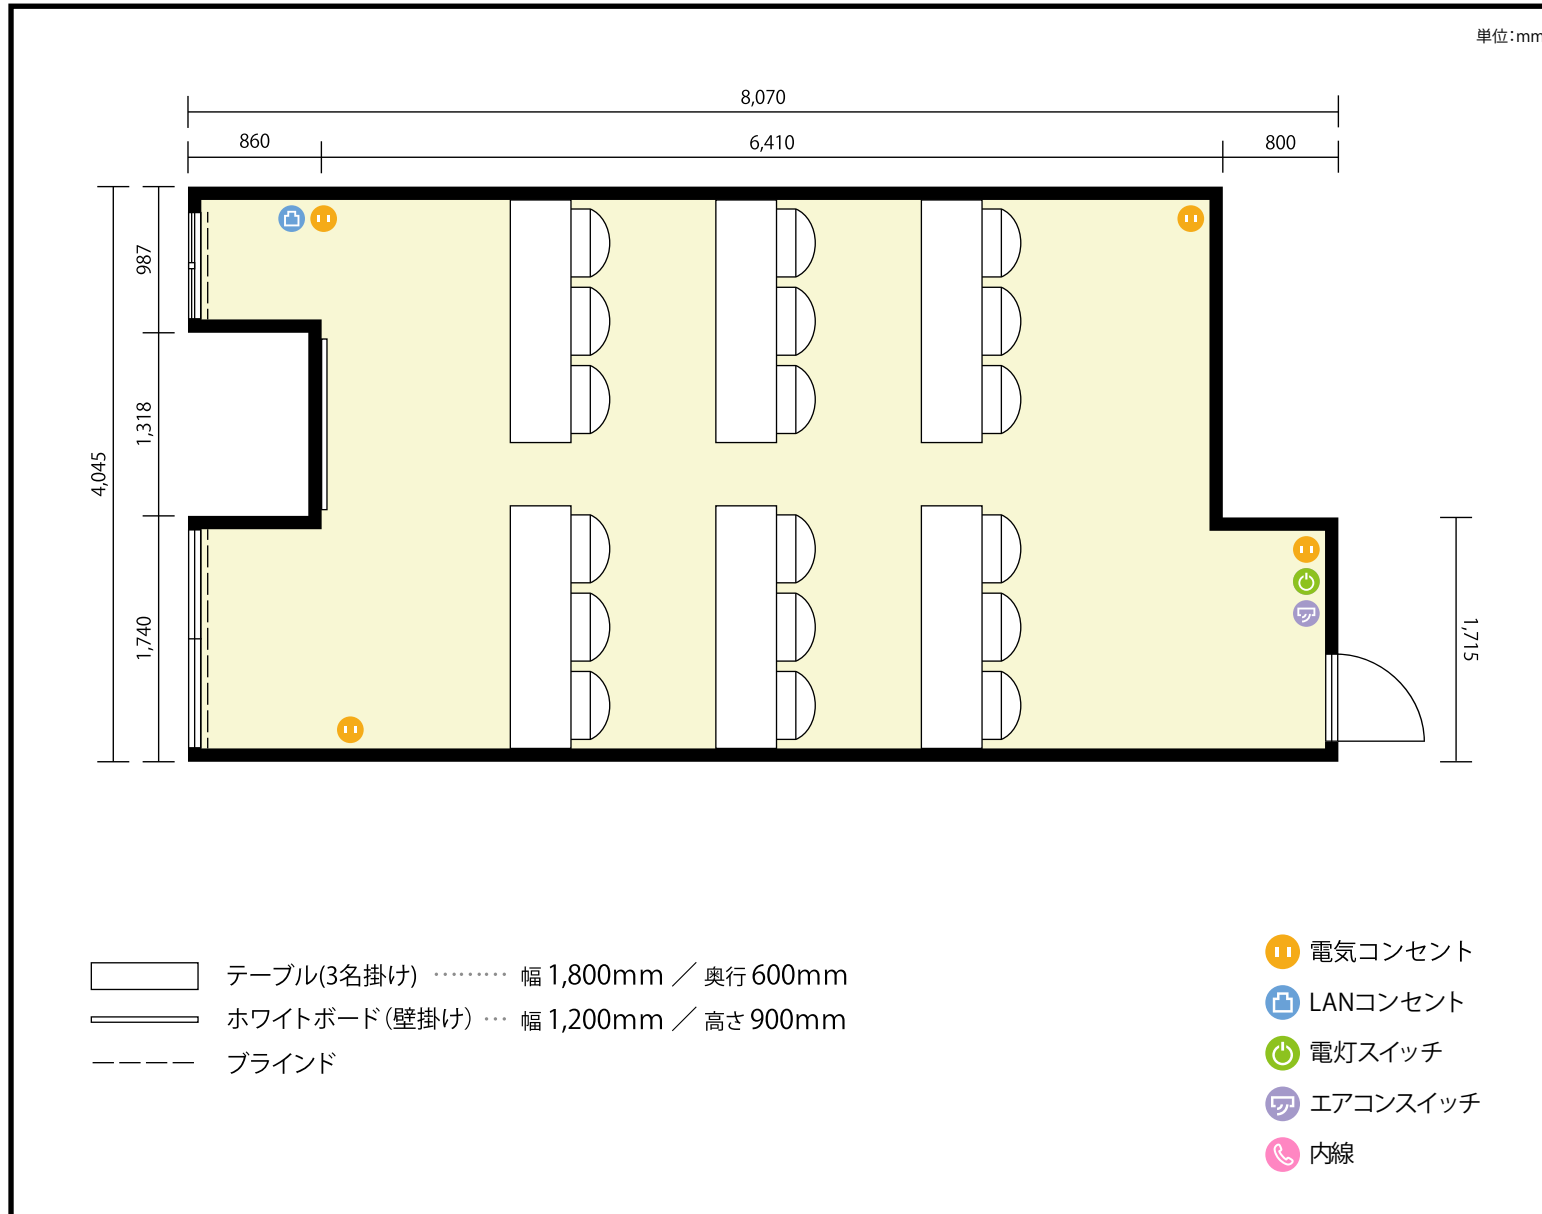 単位:mm
8,070
860
6,410
800
987
1,318
4,045
1,740
1,715
テーブル(3名掛け) ……… 幅 1,800mm ／ 奥行 600mm
ホワイトボード（壁掛け） … 幅 1,200mm ／ 高さ 900mm
ブラインド
電気コンセント
LANコンセント
電灯スイッチ
エアコンスイッチ
内線